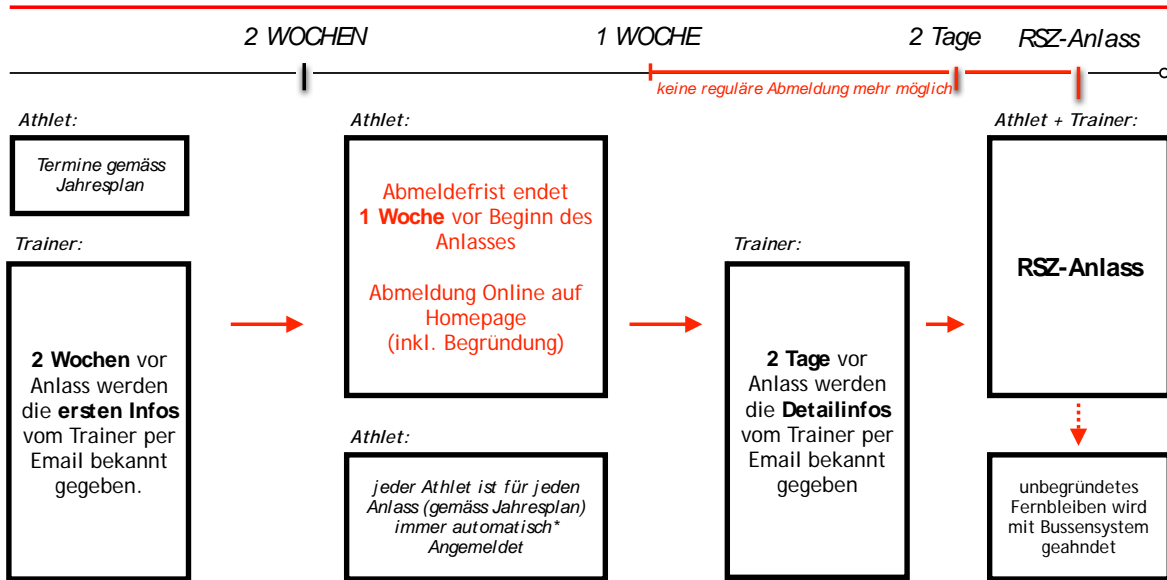 2 WOCHEN
1 WOCHE
2 Tage
RSZ-Anlass
keine reguläre Abmeldung mehr möglich
Athlet:
Termine gemäss
Jahresplan
Trainer:
2 Wochen vor
Anlass werden
die ersten Infos
vom Trainer per
Email bekannt
gegeben.
Athlet:
Abmeldefrist endet
1 Woche vor Beginn des
Anlasses
Abmeldung Online auf
Homepage
(inkl. Begründung)
Athlet:
jeder Athlet ist für jeden
Anlass (gemäss Jahresplan)
immer automatisch*
Angemeldet
Trainer:
2 Tage vor
Anlass werden
die Detailinfos
vom Trainer per
Email bekannt
gegeben
Athlet + Trainer:
RSZ-Anlass
unbegründetes
Fernbleiben wird
mit Bussensystem
geahndet